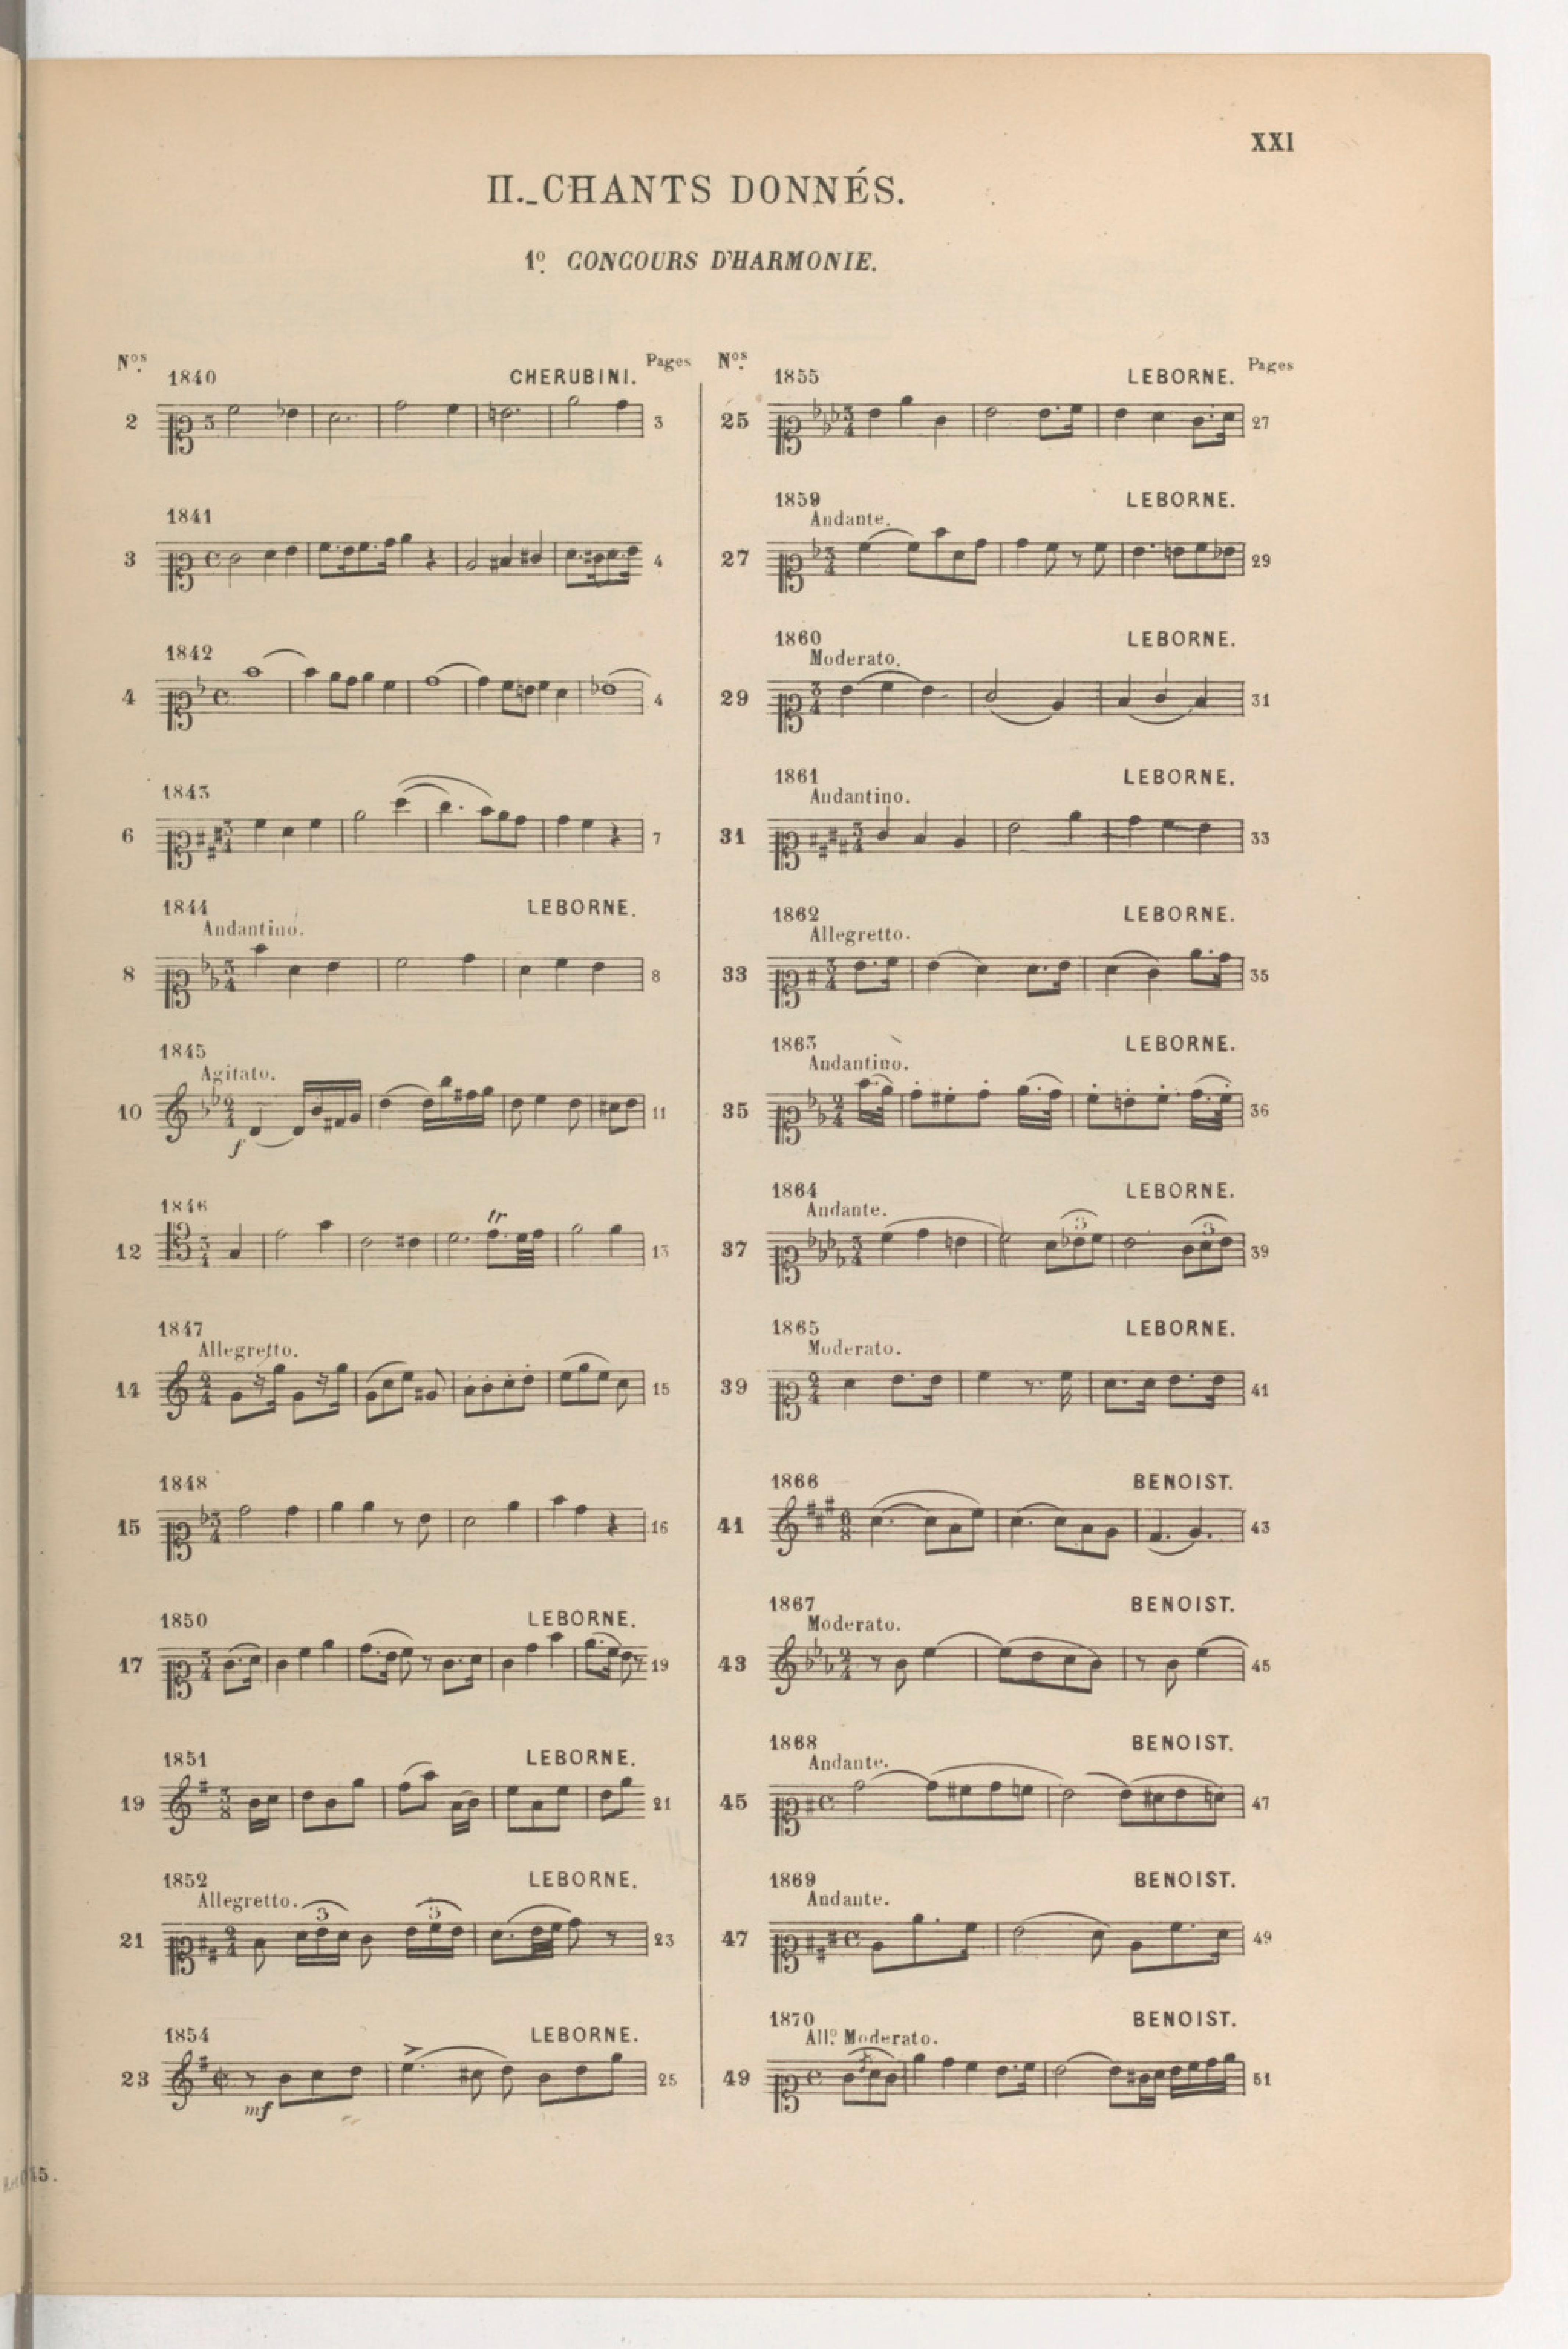 XXI
II._CHANTS DONNÉS.
1º. CONCOURS D'HARMONIE.
Nos. Pages
1840 CHERUBINI.
2 3
1841
3 4
1842
4 4
1843
6 7
1844 LEBORNE.
Andantino.
8 8
1845
Agitato.
10 11
f
1846
tr
12 13
1847
Allegretto.
14 15
1848
15 16
1850 LEBORNE.
17 19
1851 LEBORNE.
19 21
1852 LEBORNE.
Allegretto.
3 3
21 23
1854 LEBORNE.
23 25
mf
Nos. Pages
1855 LEBORNE.
25 27
1859 LEBORNE.
Andante.
27 29
1860 LEBORNE.
Moderato.
29 31
1861 LEBORNE.
Andantino.
31 33
1862 LEBORNE.
Allegretto.
33 35
1863 LEBORNE.
Andantino.
35 36
1864 LEBORNE.
Andante.
3 3
37 39
1865 LEBORNE.
Moderato.
39 41
1866 BENOIST.
41 43
1867 BENOIST.
Moderato.
43 45
1868 BENOIST.
Andante.
45 47
1869 BENOIST.
Andante.
47 49
1870 BENOIST.
All.º Moderato.
49 51